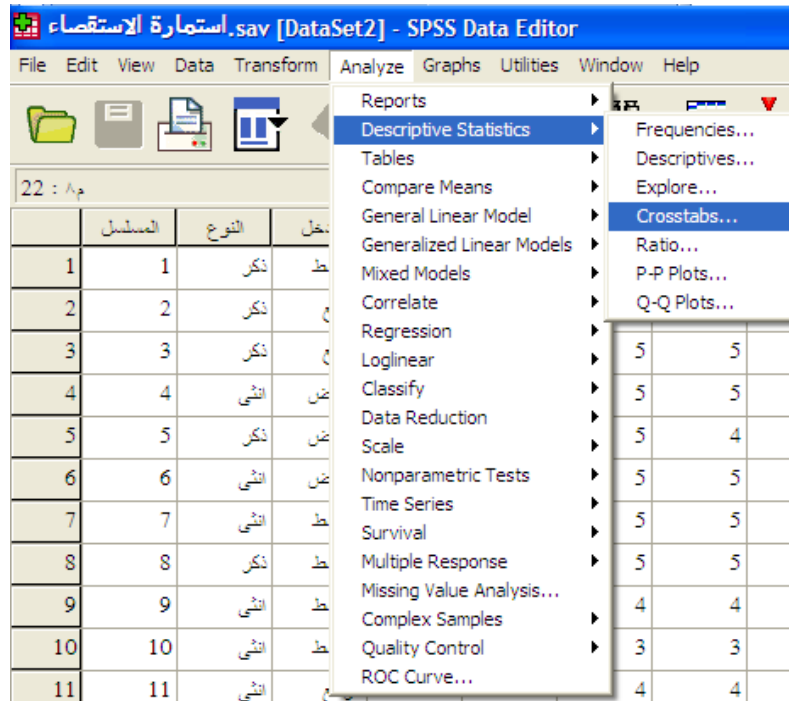 استمارة الاستقصاء.sav [DataSet2] - SPSS Data Editor
File Edit View Data Transform Analyze Graphs Utilities Window Help
22 : م٨
المسلسل النوع
1 1 ذكر
2 2 ذكر
3 3 ذكر 5 5
4 4 انثى 5 5
5 5 ذكر 5 4
6 6 انثى 5 5
7 7 انثى 5 5
8 8 ذكر 5 5
9 9 انثى 4 4
10 10 انثى 3 3
11 11 انثى 4 4
Reports
Descriptive Statistics
Tables
Compare Means
General Linear Model
Generalized Linear Models
Mixed Models
Correlate
Regression
Loglinear
Classify
Data Reduction
Scale
Nonparametric Tests
Time Series
Survival
Multiple Response
Missing Value Analysis...
Complex Samples
Quality Control
ROC Curve...
Frequencies...
Descriptives...
Explore...
Crosstabs...
Ratio...
P-P Plots...
Q-Q Plots...